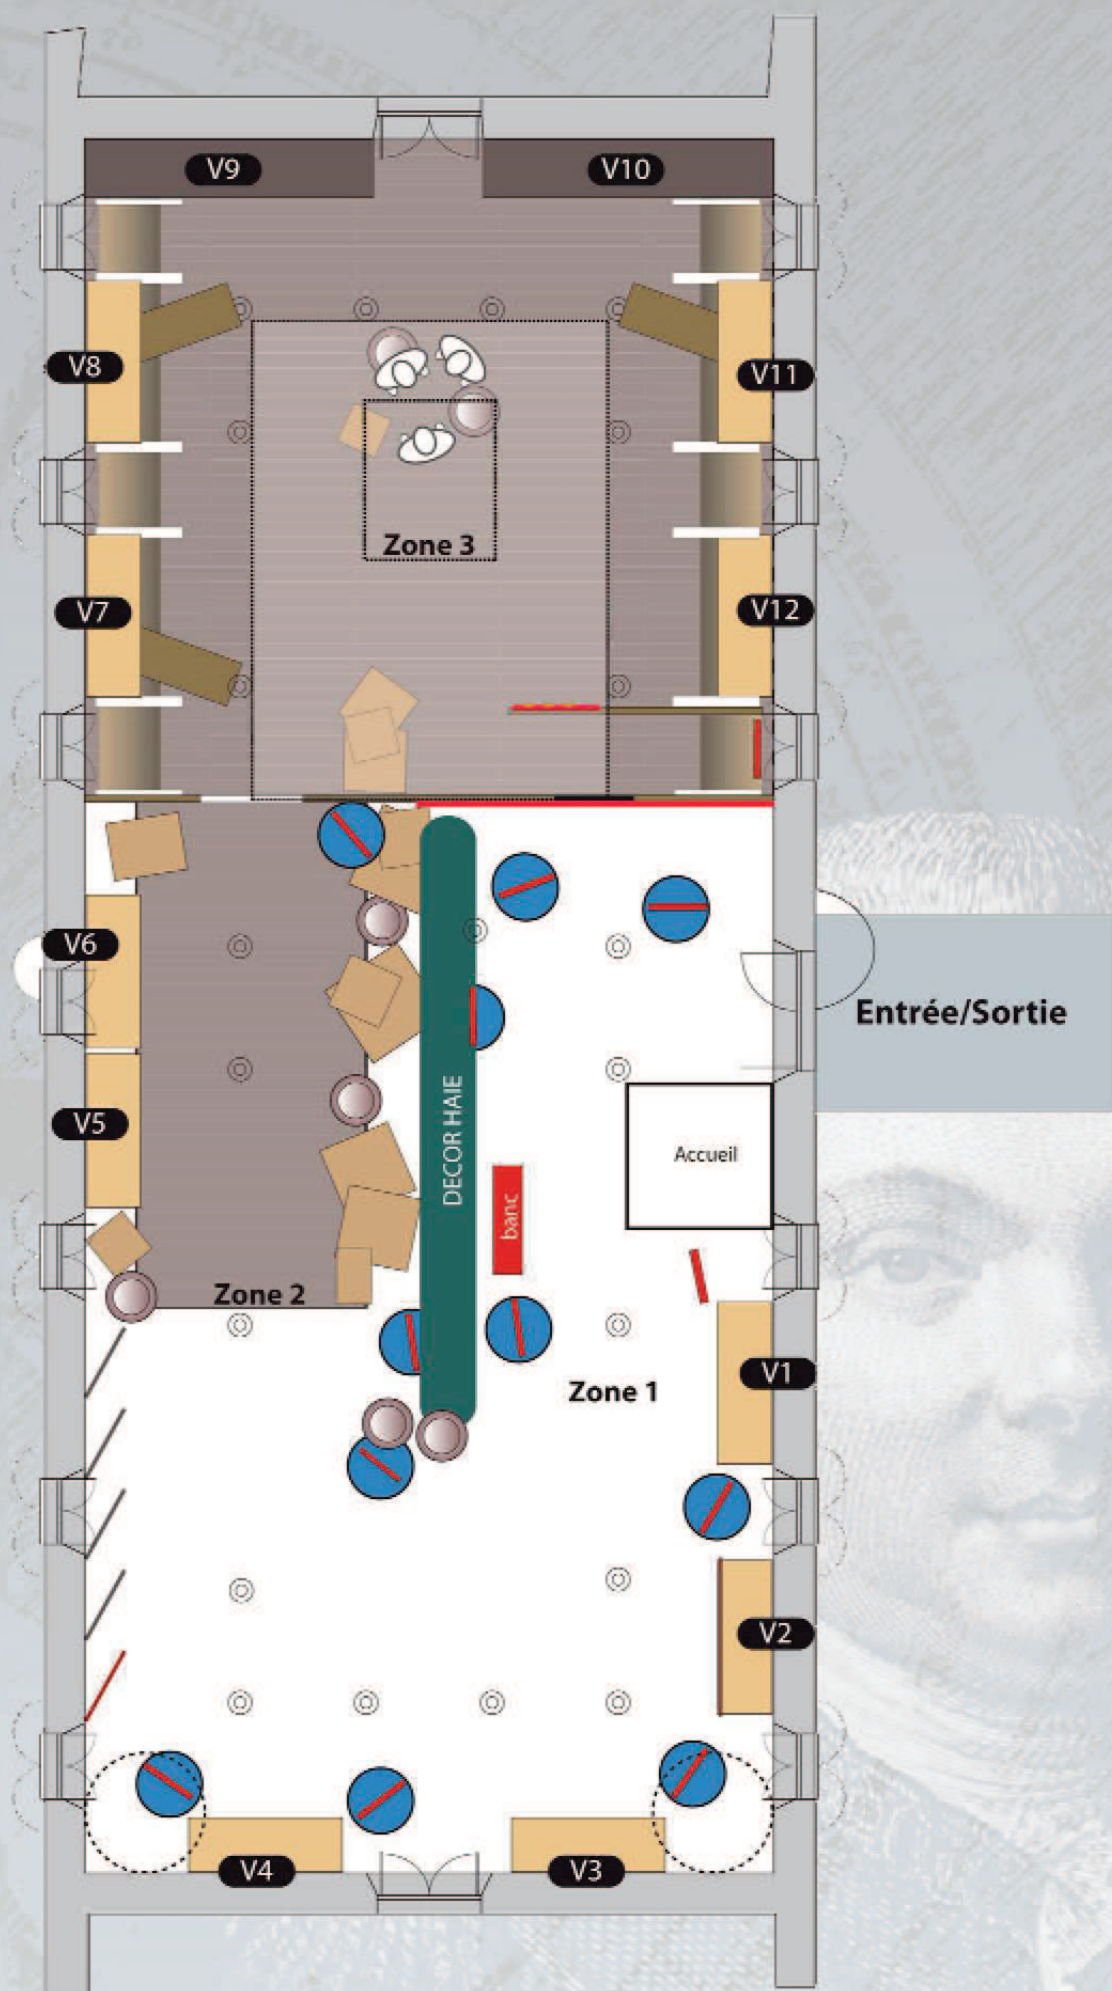 V9
V10
V8
V11
Zone 3
V7
V12
V6
Entrée/Sortie
V5
DECOR HAIE
Accueil
banc
Zone 2
V1
Zone 1
V2
V4
V3